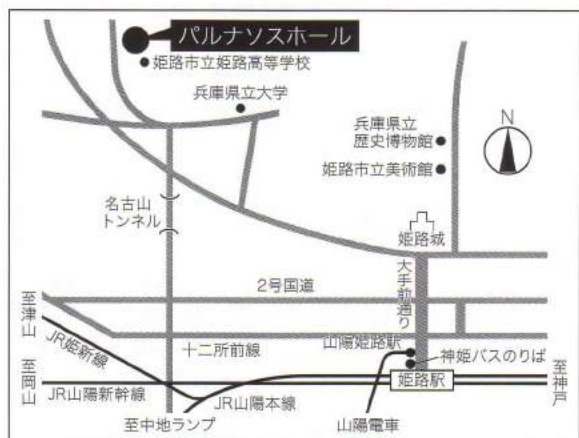 パルナソスホール
姫路市立姫路高等学校
兵庫県立大学
兵庫県立
歴史博物館
N
姫路市立美術館
名古山
トンネル
姫路城
大手前通り
2号国道
至津山
JR姫新線
十二所前線
山陽姫路駅
神姫バスのりば
至岡山
JR山陽新幹線
JR山陽本線
姫路駅
至神戸
至中地ランプ
山陽電車